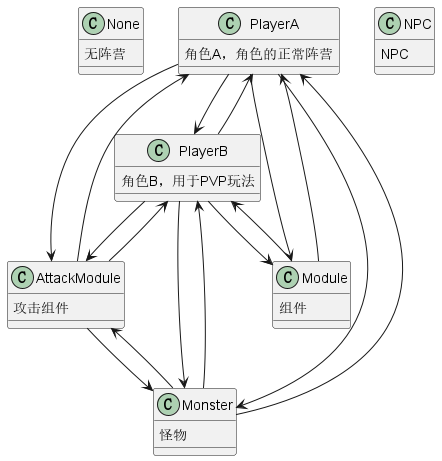 C None
无阵营
C PlayerA
角色A，角色的正常阵营
C NPC
NPC
C PlayerB
角色B，用于PVP玩法
C AttackModule
攻击组件
C Module
组件
C Monster
怪物